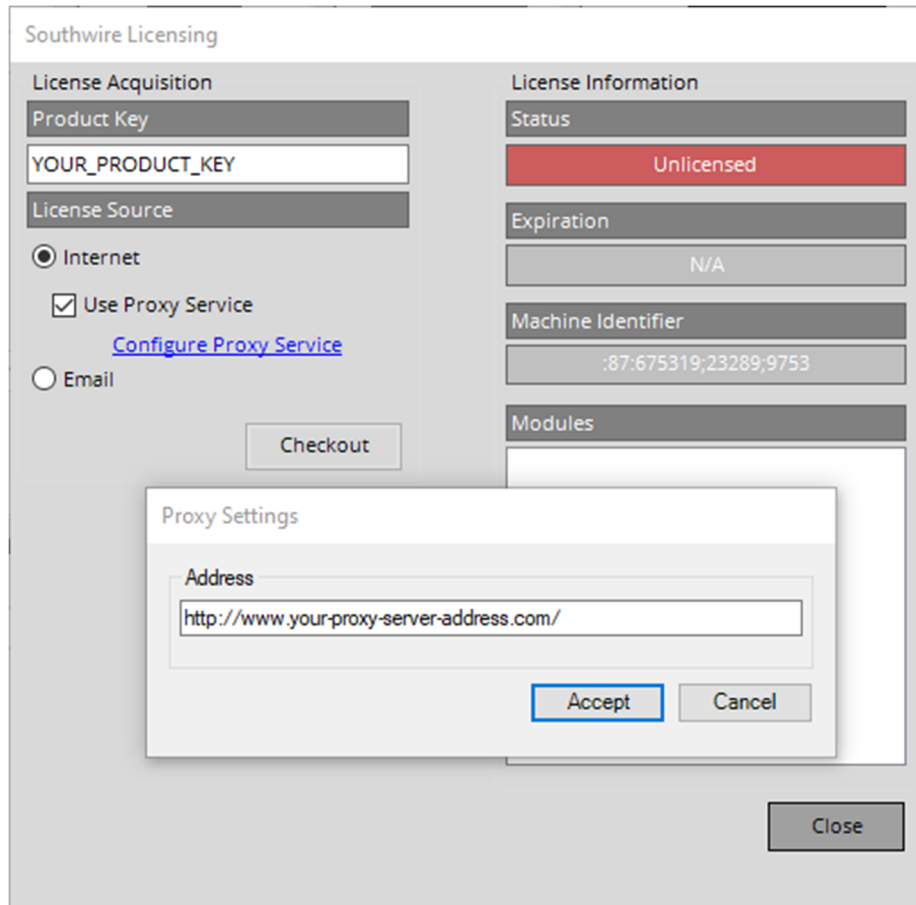 Southwire Licensing
License Acquisition
Product Key
YOUR_PRODUCT_KEY
License Source
Internet
Use Proxy Service
Configure Proxy Service
Email
Checkout
License Information
Status
Unlicensed
Expiration
N/A
Machine Identifier
:87:675319;23289;9753
Modules
Proxy Settings
Address
http://www.your-proxy-server-address.com/
Accept
Cancel
Close